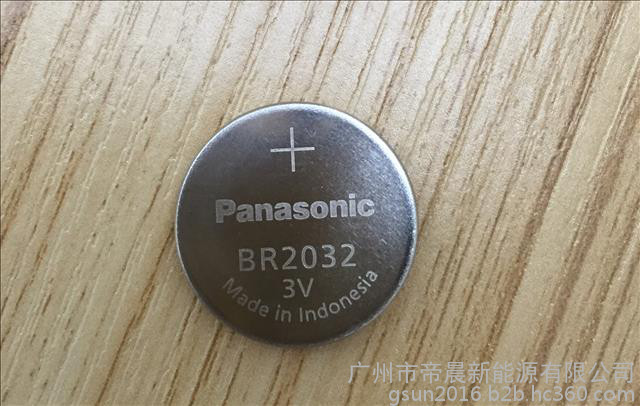 +
Panasonic
BR2032
3V
Made in Indonesia
广州市帝晨新能源有限公司
gsun2016.b2b.hc360.com